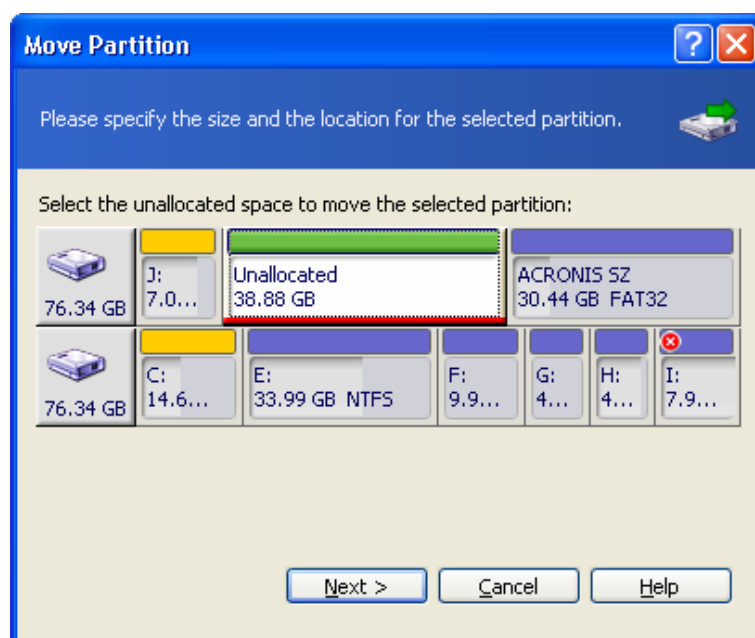 Move Partition
Please specify the size and the location for the selected partition.
Select the unallocated space to move the selected partition:
76.34 GB
J:
7.0...
Unallocated
38.88 GB
ACRONIS SZ
30.44 GB FAT32
76.34 GB
C:
14.6...
E:
33.99 GB NTFS
F:
9.9...
G:
4...
H:
4...
I:
7.9...
Next >
Cancel
Help